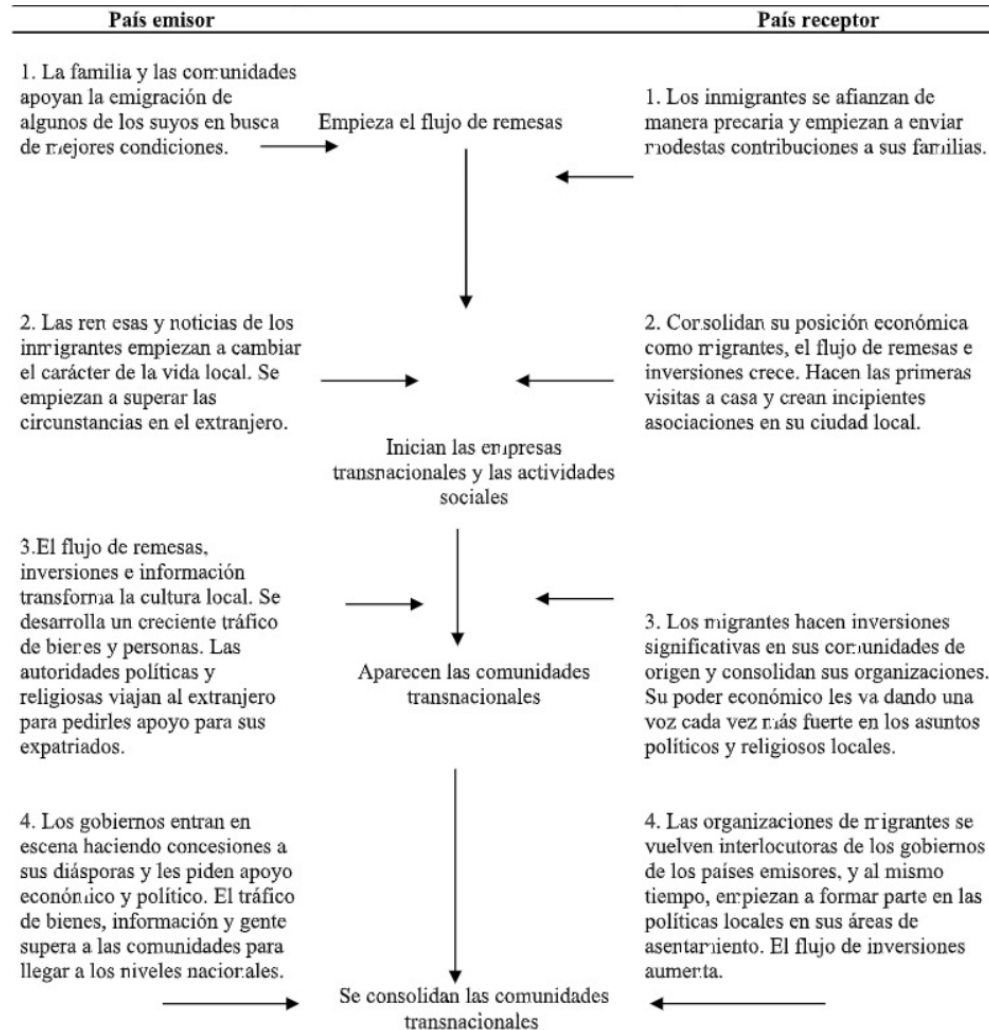 País emisor
País receptor
1. La familia y las comunidades
apoyan la emigración de
algunos de los suyos en busca
de mejores condiciones.
Empieza el flujo de remesas
1. Los inmigrantes se afianzan de
manera precaria y empiezan a enviar
modestas contribuciones a sus familias.
2. Las remesas y noticias de los
inmigrantes empiezan a cambiar
el carácter de la vida local. Se
empiezan a superar las
circunstancias en el extranjero.
2. Consolidan su posición económica
como migrantes, el flujo de remesas e
inversiones crece. Hacen las primeras
visitas a casa y crean incipientes
asociaciones en su ciudad local.
Inician las empresas
transnacionales y las actividades
sociales
3.El flujo de remesas,
inversiones e información
transforma la cultura local. Se
desarrolla un creciente tráfico
de bienes y personas. Las
autoridades políticas y
religiosas viajan al extranjero
para pedirles apoyo para sus
expatriados.
Aparecen las comunidades
transnacionales
3. Los migrantes hacen inversiones
significativas en sus comunidades de
origen y consolidan sus organizaciones.
Su poder económico les va dando una
voz cada vez más fuerte en los asuntos
políticos y religiosos locales.
4. Los gobiernos entran en
escena haciendo concesiones a
sus diásporas y les piden apoyo
económico y político. El tráfico
de bienes, información y gente
supera a las comunidades para
llegar a los niveles nacionales.
4. Las organizaciones de migrantes se
vuelven interlocutoras de los gobiernos
de los países emisores, y al mismo
tiempo, empiezan a formar parte en las
políticas locales en sus áreas de
asentamiento. El flujo de inversiones
aumenta.
Se consolidan las comunidades
transnacionales